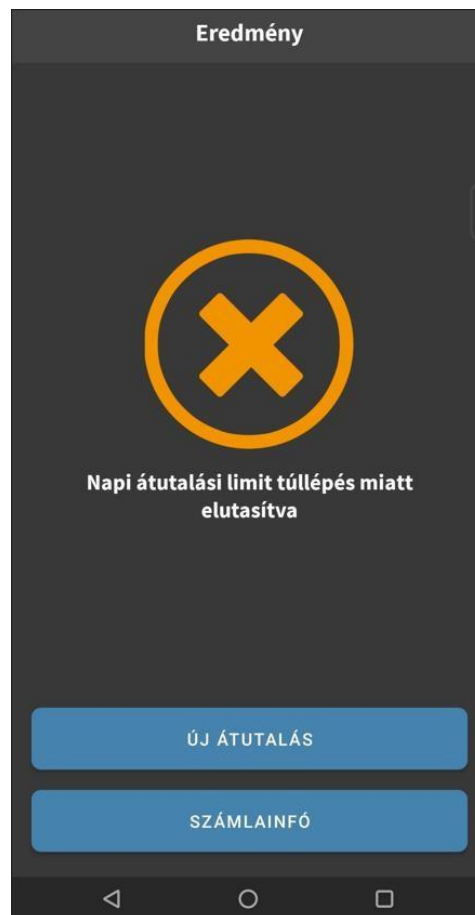 Eredmény
Napi átutalási limit túllépés miatt
elutasítva
ÚJ ÁTUTALÁS
SZÁMLAINFÓ